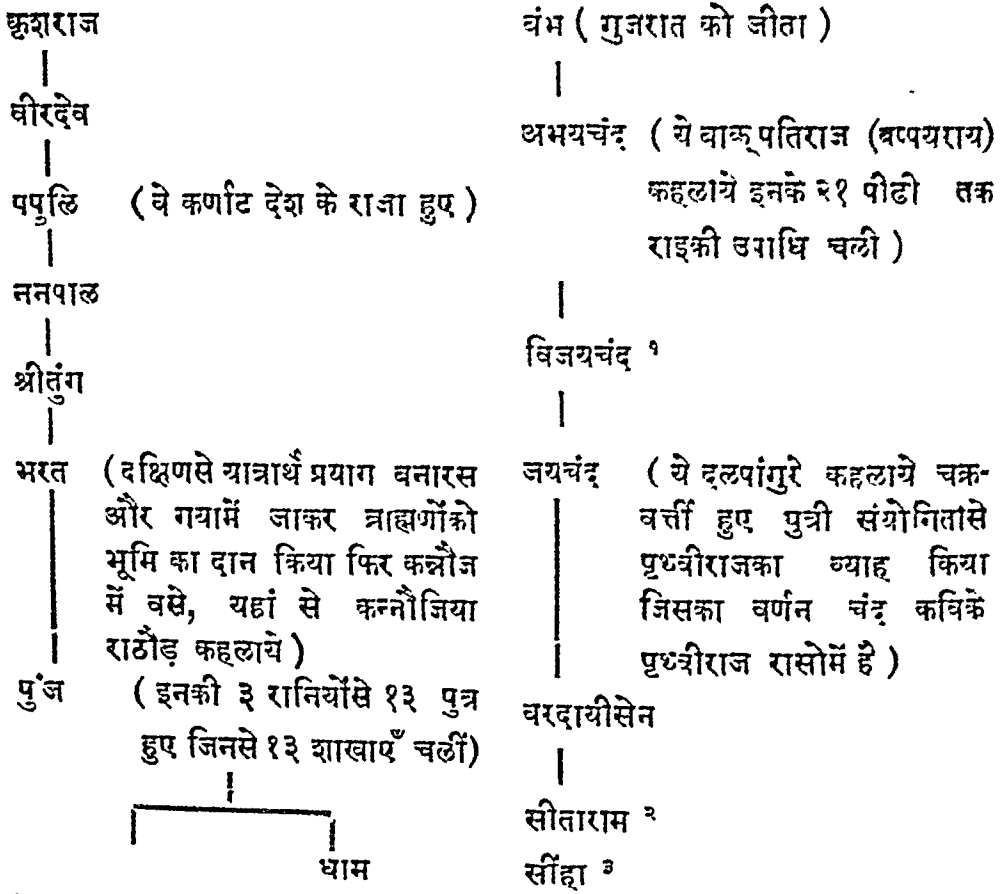 कृशराज
वीरदेव
पपुलि (वे कर्णाट देश के राजा हुए)
ननपाल
श्रीतुंग
भरत (दक्षिणसे यात्रार्थ प्रयाग बनारस
और गयामें जाकर ब्राह्मणोंको
भूमि का दान किया फिर कन्नौज
में बसे, यहां से कन्नौजिया
राठौड़ कहलाये)
पुंज (इनकी ३ रानियोंसे १३ पुत्र
हुए जिनसे १३ शाखाएँ चलीं)
धाम
वंभ ( गुजरात को जीता )
अभयचंद ( ये वाक् पतिराज (बप्पयराय)
कहलाये इनके २१ पीढी तक
राइकी उपाधि चली )
विजयचंद १
जयचंद ( ये दलपांगुरे कहलाये चक्र-
वर्त्ती हुए पुत्री संयोगितासे
पृथ्वीराजका व्याह किया
जिसका वर्णन चंद कविके
पृथ्वीराज रासोमें है )
वरदायीसेन
सीताराम २
सींहा ३